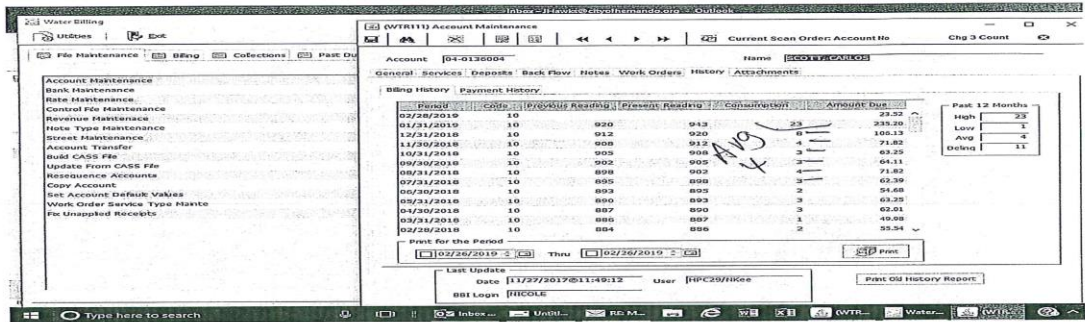 Inbox - - Outlook
Water Billing
Utilities Exit
File Maintenance Billing Collections Past Du
Account Maintenance
Bank Maintenance
Rate Maintenance
Control File Maintenance
Revenue Maintenace
Note Type Maintenance
Street Maintenance
Account Transfer
Build CASS File
Update From CASS File
Resequence Accounts
Copy Account
Set Account Default Values
Work Order Service Type Mainte
Fix Unapplied Receipts
(WTR111) Account Maintenance
Current Scan Order: Account No Chg 3 Count
Account 04-0136004 Name SCOTT, CARLOS
General Services Deposits Back Flow Notes Work Orders History Attachments
Billing History Payment History
Period Code Previous Reading Present Reading Consumption Amount Due
02/28/2019 10 23.52
01/31/2019 10 920 943 23 235.20
12/31/2018 10 912 920 8 106.13
11/30/2018 10 908 912 4 71.82
10/31/2018 10 905 3 63.25
09/30/2018 10 902 905 3 64.11
08/31/2018 10 898 902 4 71.82
07/31/2018 10 895 898 3 62.39
06/30/2018 10 893 895 2 54.68
05/31/2018 10 890 893 3 63.25
04/30/2018 10 887 890 3 62.01
03/31/2018 10 886 887 1 49.98
02/28/2018 10 884 886 2 55.54
Avg
4
Past 12 Months
High 23
Low 1
Avg 4
Delinq 11
Print for the Period
02/26/2019 Thru 02/26/2019 Print
Last Update
Date 11/27/2017@11:49:12 User HPC29/NKee
BBI Login NICOLE
Print Old History Report
Type here to search Inbox ... Untitl... RE: M... (WTR... Water... (WTR...